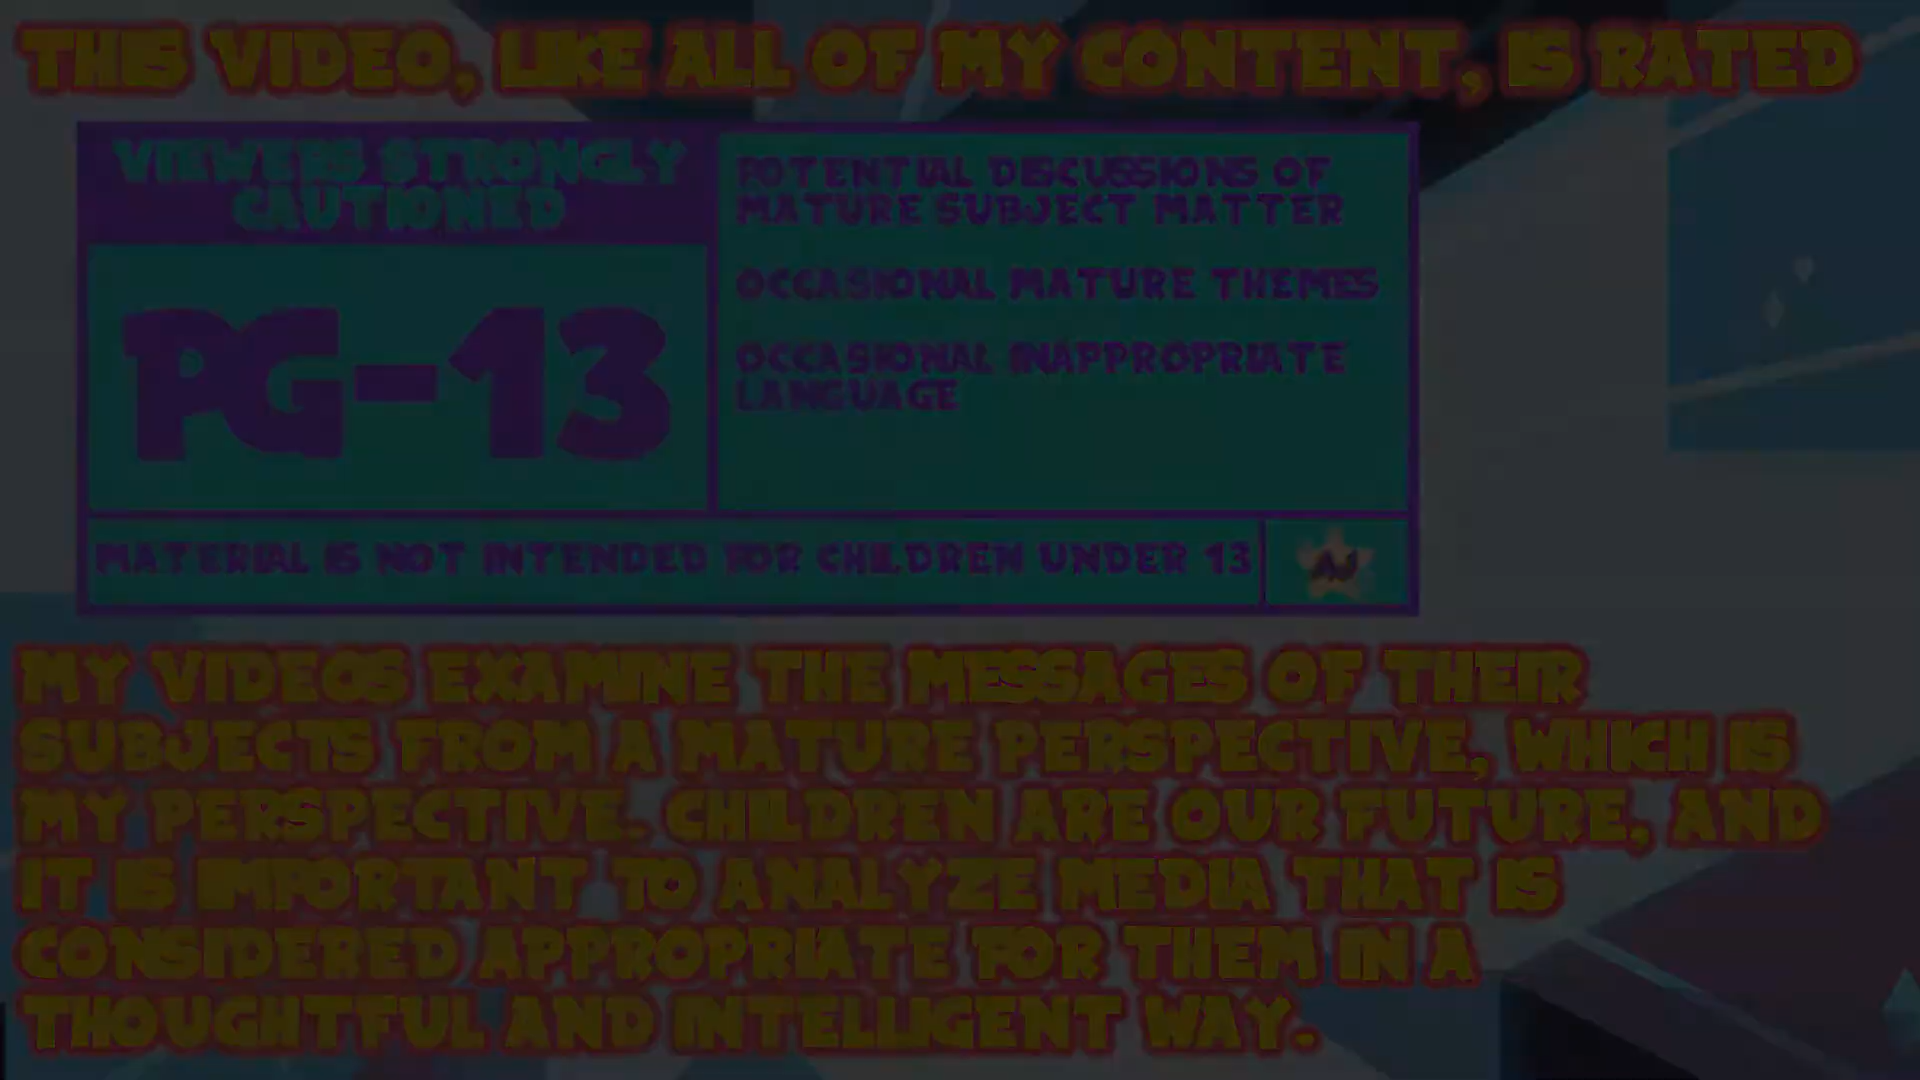 THIS VIDEO, LIKE ALL OF MY CONTENT, IS RATED
VIEWERS STRONGLY
CAUTIONED
PG-13
POTENTIAL DISCUSSIONS OF
MATURE SUBJECT MATTER
OCCASIONAL MATURE THEMES
OCCASIONAL INAPPROPRIATE
LANGUAGE
MATERIAL IS NOT INTENDED FOR CHILDREN UNDER 13
AJ
MY VIDEOS EXAMINE THE MESSAGES OF THEIR
SUBJECTS FROM A MATURE PERSPECTIVE, WHICH IS
MY PERSPECTIVE. CHILDREN ARE OUR FUTURE, AND
IT IS IMPORTANT TO ANALYZE MEDIA THAT IS
CONSIDERED APPROPRIATE FOR THEM IN A
THOUGHTFUL AND INTELLIGENT WAY.